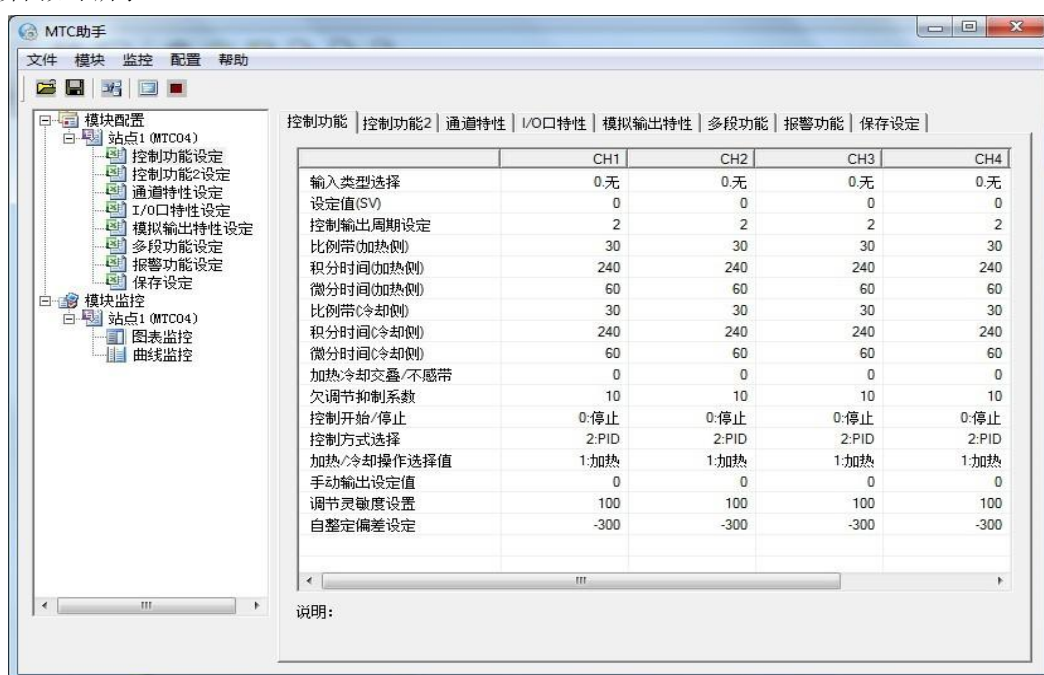 MTC助手
文件 模块 监控 配置 帮助
模块配置
站点1 (MTC04)
控制功能设定
控制功能2设定
通道特性设定
I/O口特性设定
模拟输出特性设定
多段功能设定
报警功能设定
保存设定
模块监控
站点1 (MTC04)
图表监控
曲线监控
控制功能 控制功能2 通道特性 I/O口特性 模拟输出特性 多段功能 报警功能 保存设定
CH1 CH2 CH3 CH4
输入类型选择 0.无 0.无 0.无 0.无
设定值(SV) 0 0 0 0
控制输出周期设定 2 2 2 2
比例带(加热侧) 30 30 30 30
积分时间(加热侧) 240 240 240 240
微分时间(加热侧) 60 60 60 60
比例带(冷却侧) 30 30 30 30
积分时间(冷却侧) 240 240 240 240
微分时间(冷却侧) 60 60 60 60
加热冷却交叠/不感带 0 0 0 0
欠调节抑制系数 10 10 10 10
控制开始/停止 0:停止 0:停止 0:停止 0:停止
控制方式选择 2:PID 2:PID 2:PID 2:PID
加热/冷却操作选择值 1:加热 1:加热 1:加热 1:加热
手动输出设定值 0 0 0 0
调节灵敏度设置 100 100 100 100
自整定偏差设定 -300 -300 -300 -300
说明: